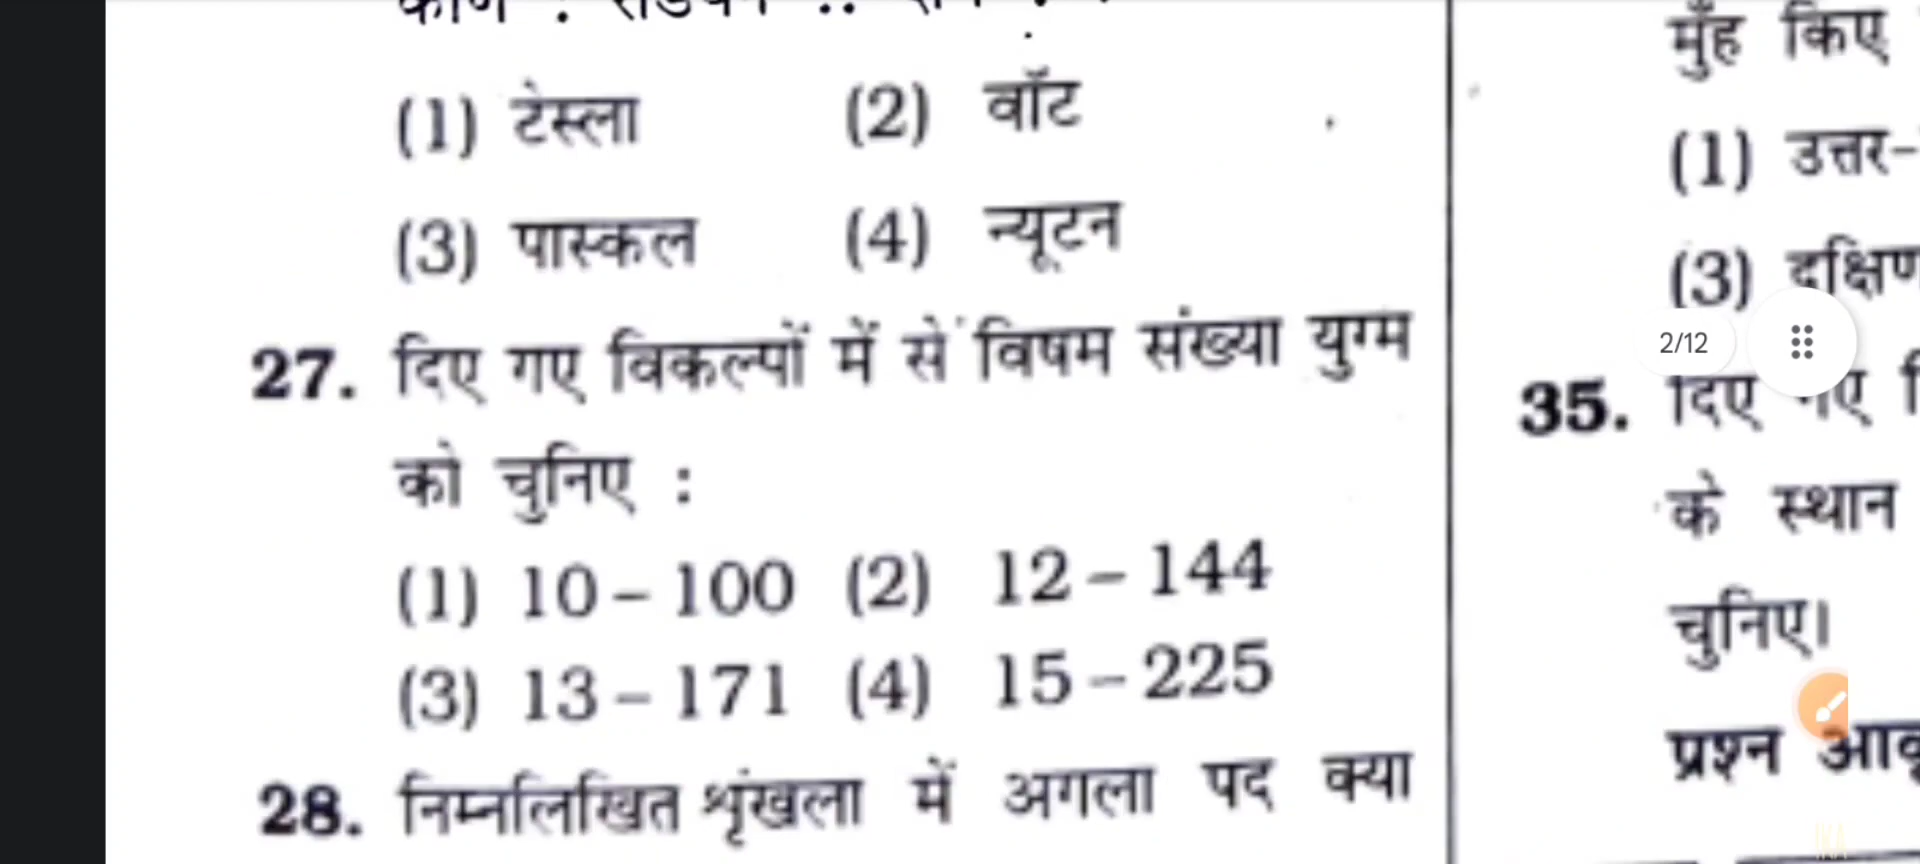 (1) टेस्ला (2) वॉट
(3) पास्कल (4) न्यूटन
27. दिए गए विकल्पों में से विषम संख्या युग्म
को चुनिए :
(1) 10 – 100 (2) 12 – 144
(3) 13 – 171 (4) 15 – 225
28. निम्नलिखित शृंखला में अगला पद क्या
मुँह किए
(1) उत्तर-
(3) दक्षिण
2/12
35. दिए गए
के स्थान
चुनिए।
प्रश्न